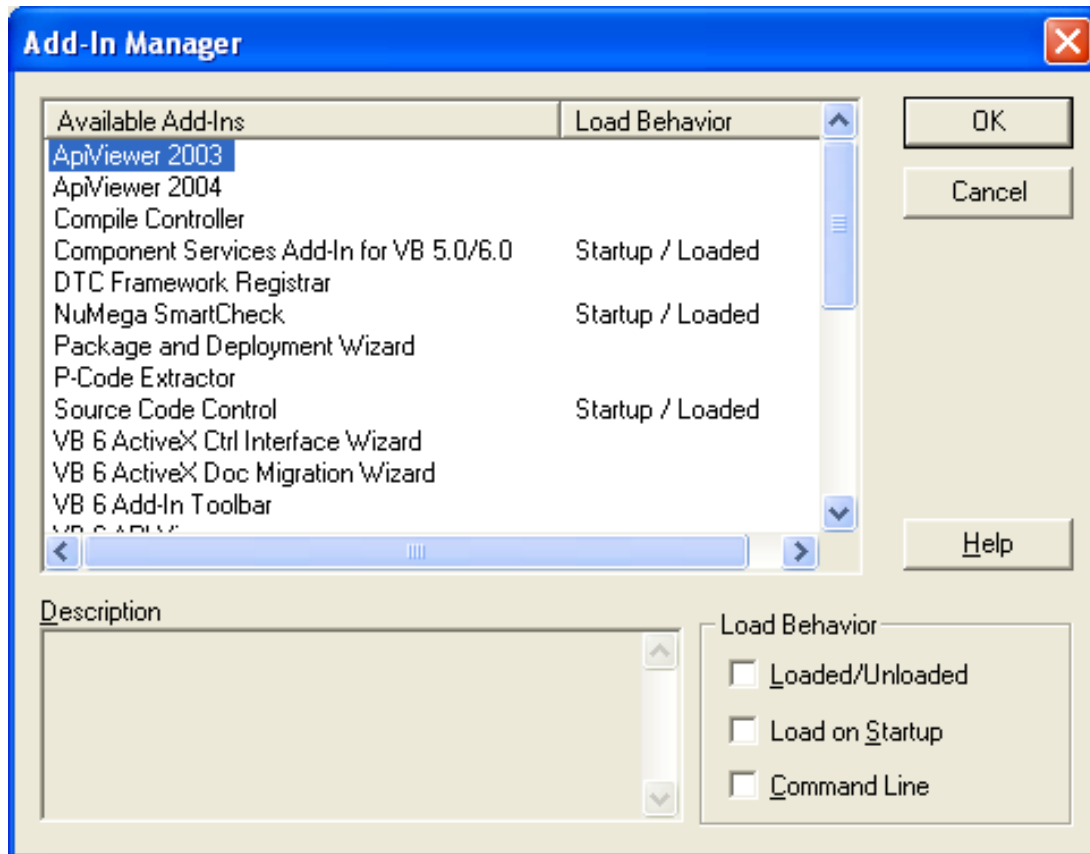 Add-In Manager
Available Add-Ins Load Behavior
ApiViewer 2003
ApiViewer 2004
Compile Controller
Component Services Add-In for VB 5.0/6.0 Startup / Loaded
DTC Framework Registrar
NuMega SmartCheck Startup / Loaded
Package and Deployment Wizard
P-Code Extractor
Source Code Control Startup / Loaded
VB 6 ActiveX Ctrl Interface Wizard
VB 6 ActiveX Doc Migration Wizard
VB 6 Add-In Toolbar
OK
Cancel
Help
Description
Load Behavior
Loaded/Unloaded
Load on Startup
Command Line